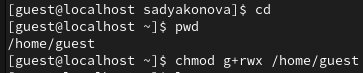 [guest@localhost sadyakonova]$ cd
[guest@localhost ~]$ pwd
/home/guest
[guest@localhost ~]$ chmod g+rwx /home/guest